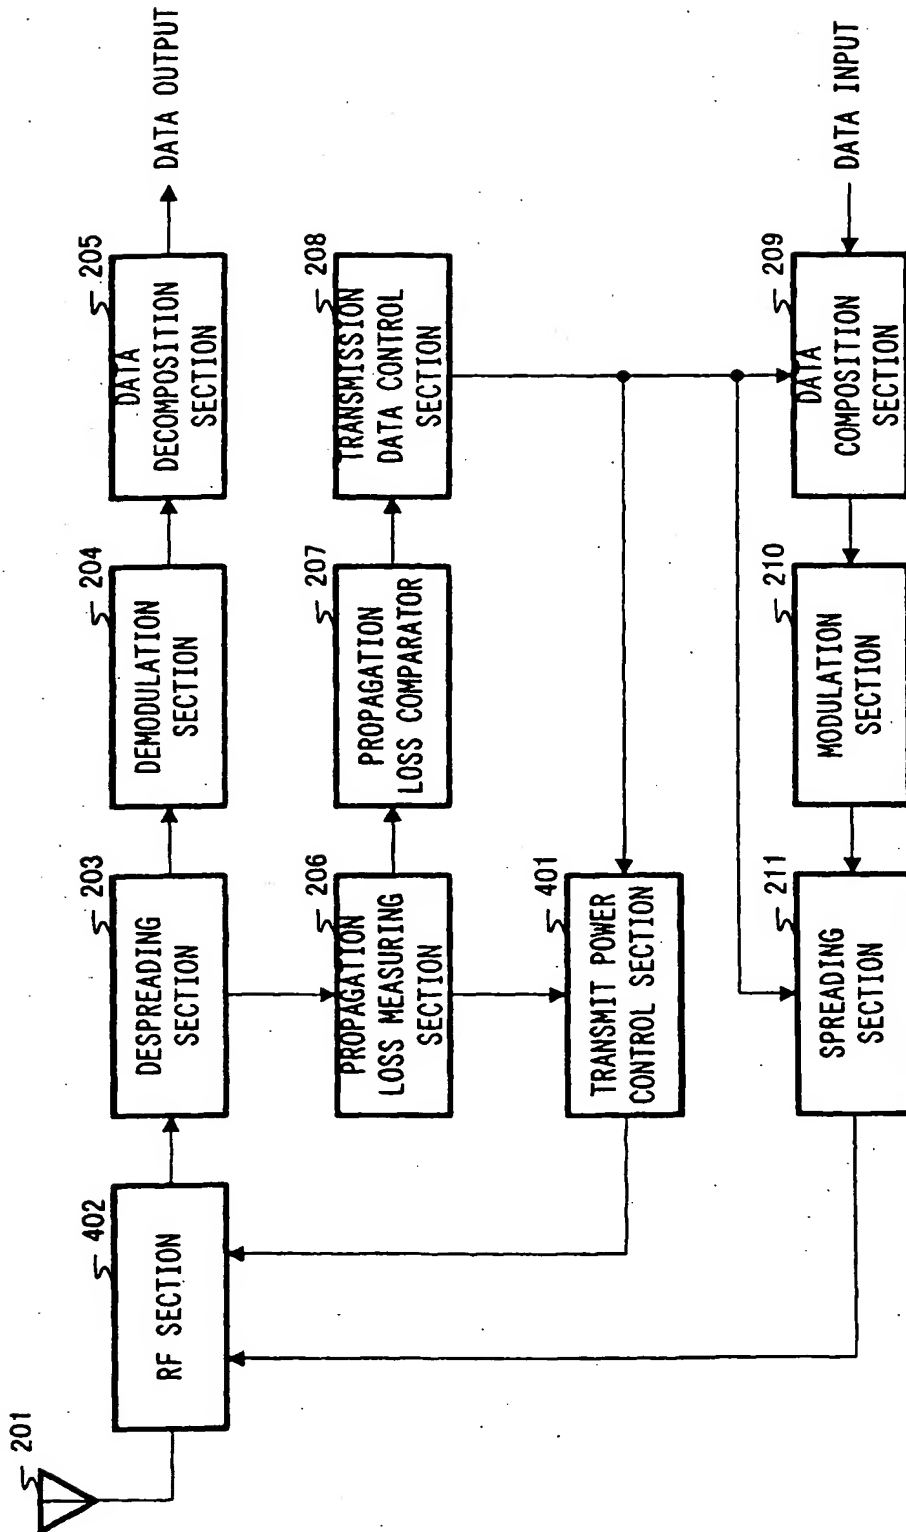 201
402
RF SECTION
203
DESPREADING
SECTION
204
DEMODULATION
SECTION
205
DATA
DECOMPOSITION
SECTION
DATA OUTPUT
206
PROPAGATION
LOSS MEASURING
SECTION
207
PROPAGATION
LOSS COMPARATOR
208
TRANSMISSION
DATA CONTROL
SECTION
401
TRANSMIT POWER
CONTROL SECTION
211
SPREADING
SECTION
210
MODULATION
SECTION
209
DATA
COMPOSITION
SECTION
DATA INPUT